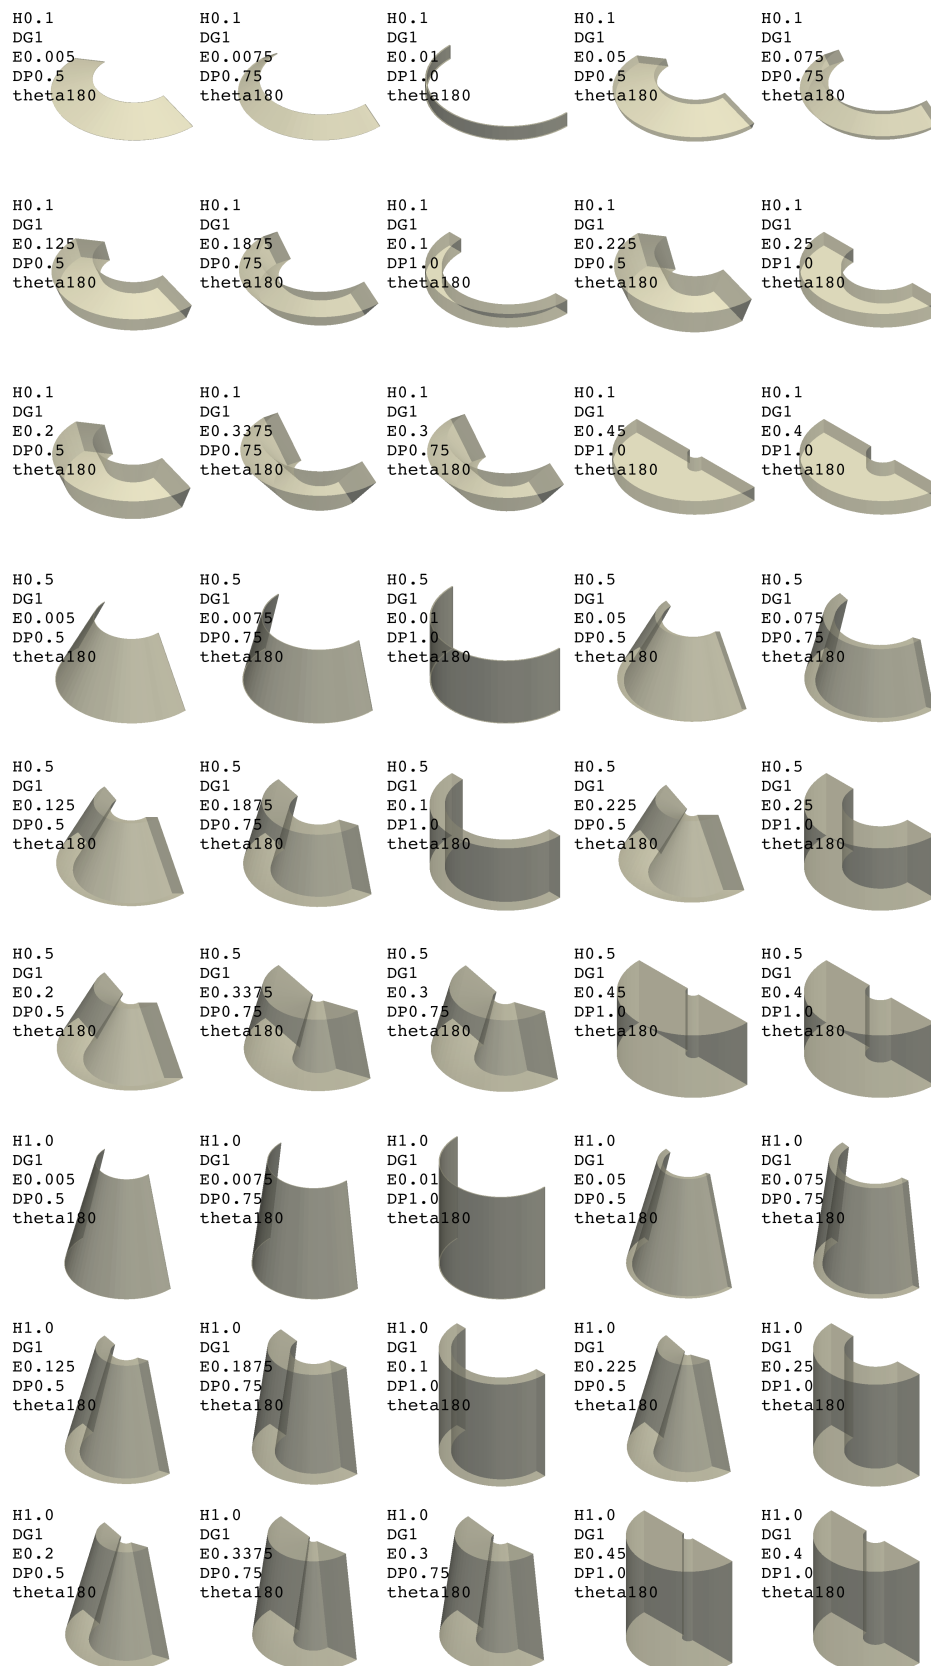 H0.1
DG1
E0.005
DP0.5
theta180
H0.1
DG1
E0.0075
DP0.75
theta180
H0.1
DG1
E0.01
DP1.0
theta180
H0.1
DG1
E0.05
DP0.5
theta180
H0.1
DG1
E0.075
DP0.75
theta180
H0.1
DG1
E0.125
DP0.5
theta180
H0.1
DG1
E0.1875
DP0.75
theta180
H0.1
DG1
E0.1
DP1.0
theta180
H0.1
DG1
E0.225
DP0.5
theta180
H0.1
DG1
E0.25
DP1.0
theta180
H0.1
DG1
E0.2
DP0.5
theta180
H0.1
DG1
E0.3375
DP0.75
theta180
H0.1
DG1
E0.3
DP0.75
theta180
H0.1
DG1
E0.45
DP1.0
theta180
H0.1
DG1
E0.4
DP1.0
theta180
H0.5
DG1
E0.005
DP0.5
theta180
H0.5
DG1
E0.0075
DP0.75
theta180
H0.5
DG1
E0.01
DP1.0
theta180
H0.5
DG1
E0.05
DP0.5
theta180
H0.5
DG1
E0.075
DP0.75
theta180
H0.5
DG1
E0.125
DP0.5
theta180
H0.5
DG1
E0.1875
DP0.75
theta180
H0.5
DG1
E0.1
DP1.0
theta180
H0.5
DG1
E0.225
DP0.5
theta180
H0.5
DG1
E0.25
DP1.0
theta180
H0.5
DG1
E0.2
DP0.5
theta180
H0.5
DG1
E0.3375
DP0.75
theta180
H0.5
DG1
E0.3
DP0.75
theta180
H0.5
DG1
E0.45
DP1.0
theta180
H0.5
DG1
E0.4
DP1.0
theta180
H1.0
DG1
E0.005
DP0.5
theta180
H1.0
DG1
E0.0075
DP0.75
theta180
H1.0
DG1
E0.01
DP1.0
theta180
H1.0
DG1
E0.05
DP0.5
theta180
H1.0
DG1
E0.075
DP0.75
theta180
H1.0
DG1
E0.125
DP0.5
theta180
H1.0
DG1
E0.1875
DP0.75
theta180
H1.0
DG1
E0.1
DP1.0
theta180
H1.0
DG1
E0.225
DP0.5
theta180
H1.0
DG1
E0.25
DP1.0
theta180
H1.0
DG1
E0.2
DP0.5
theta180
H1.0
DG1
E0.3375
DP0.75
theta180
H1.0
DG1
E0.3
DP0.75
theta180
H1.0
DG1
E0.45
DP1.0
theta180
H1.0
DG1
E0.4
DP1.0
theta180